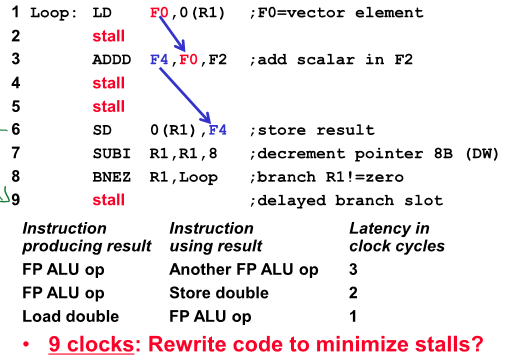 1 Loop: LD F0,0(R1) ;F0=vector element
2 stall
3 ADDD F4,F0,F2 ;add scalar in F2
4 stall
5 stall
6 SD 0(R1),F4 ;store result
7 SUBI R1,R1,8 ;decrement pointer 8B (DW)
8 BNEZ R1,Loop ;branch R1!=zero
9 stall ;delayed branch slot
Instruction producing result Instruction using result Latency in clock cycles
FP ALU op Another FP ALU op 3
FP ALU op Store double 2
Load double FP ALU op 1
• 9 clocks: Rewrite code to minimize stalls?